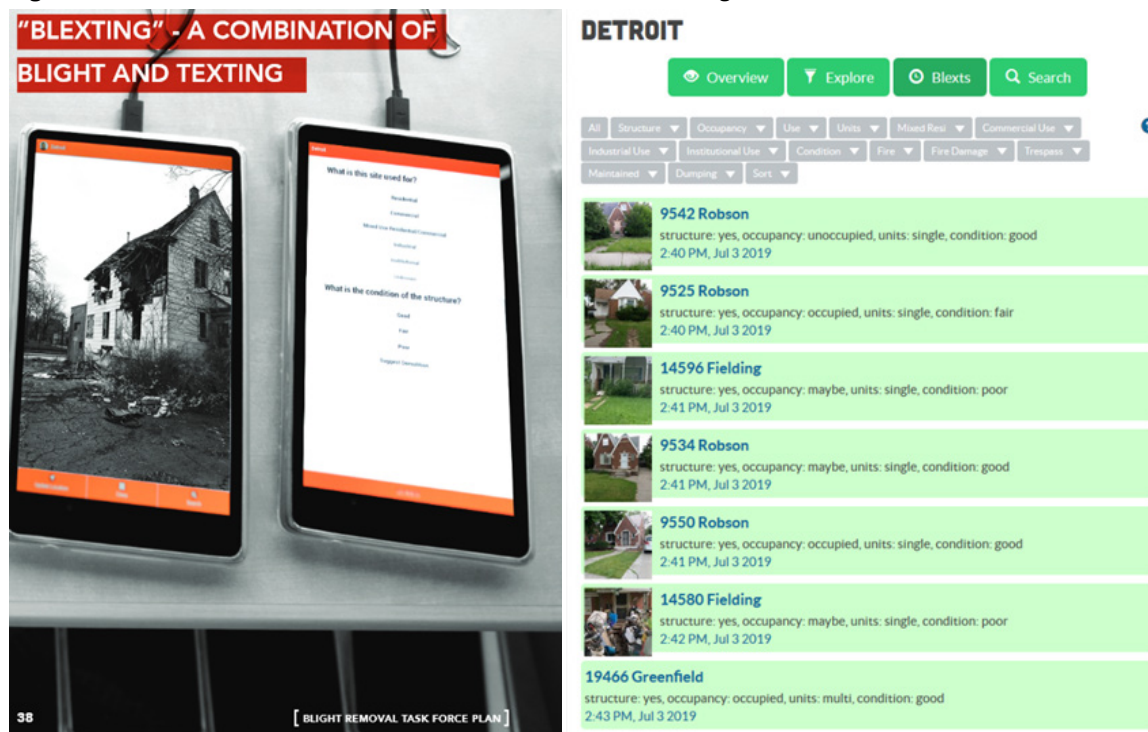 "BLEXTING" - A COMBINATION OF
BLIGHT AND TEXTING
Detroit
Search
Detroit
What is this site used for?
Residential
Commercial
Mixed Use Residential/Commercial
Industrial
Institutional
Unknown
What is the condition of the structure?
Good
Fair
Poor
Suggest Demolition
38
[ BLIGHT REMOVAL TASK FORCE PLAN ]
DETROIT
Overview
Explore
Blexts
Search
All Structure Occupancy Use Units Mixed Resi Commercial Use
Industrial Use Institutional Use Condition Fire Fire Damage Trespass
Maintained Dumping Sort
9542 Robson
structure: yes, occupancy: unoccupied, units: single, condition: good
2:40 PM, Jul 3 2019
9525 Robson
structure: yes, occupancy: occupied, units: single, condition: fair
2:40 PM, Jul 3 2019
14596 Fielding
structure: yes, occupancy: maybe, units: single, condition: poor
2:41 PM, Jul 3 2019
9534 Robson
structure: yes, occupancy: maybe, units: single, condition: good
2:41 PM, Jul 3 2019
9550 Robson
structure: yes, occupancy: occupied, units: single, condition: good
2:41 PM, Jul 3 2019
14580 Fielding
structure: yes, occupancy: maybe, units: single, condition: poor
2:42 PM, Jul 3 2019
19466 Greenfield
structure: yes, occupancy: occupied, units: multi, condition: good
2:43 PM, Jul 3 2019